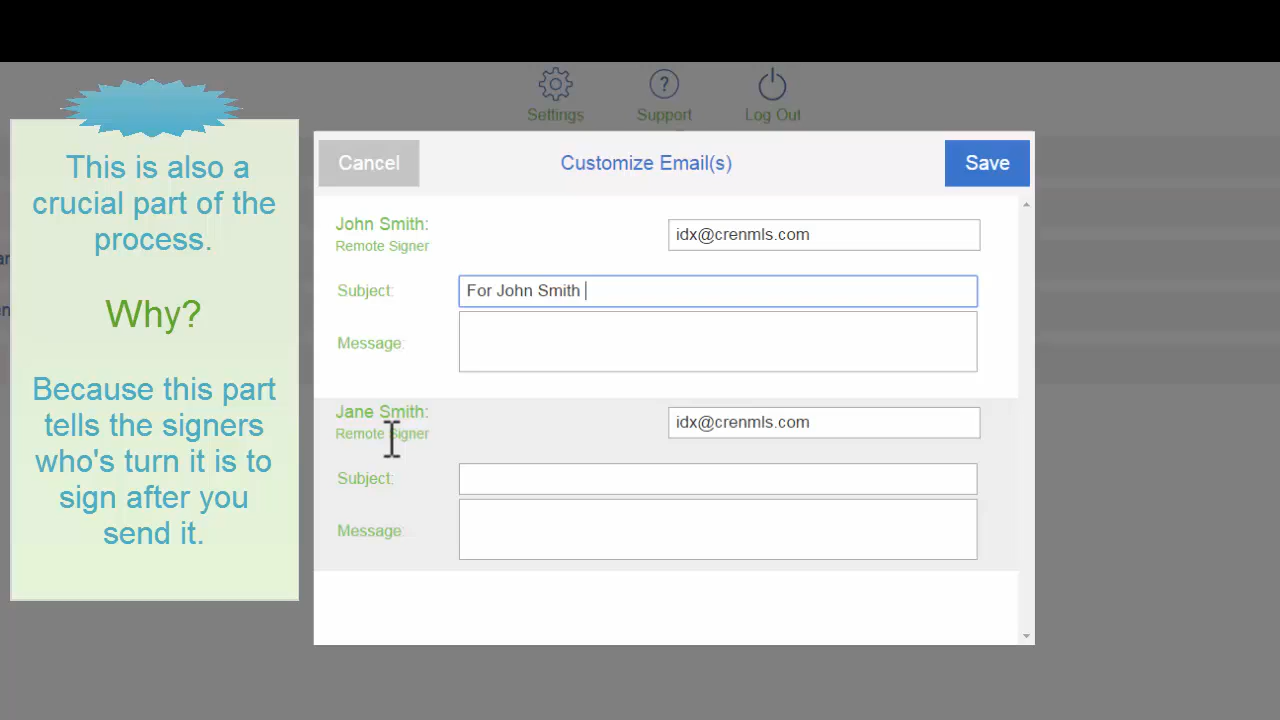 Settings
Support
Log Out
This is also a
crucial part of the
process.
Why?
Because this part
tells the signers
who's turn it is to
sign after you
send it.
Cancel
Customize Email(s)
Save
John Smith:
idx@crenmls.com
Remote Signer
Subject:
For John Smith
Message:
Jane Smith:
idx@crenmls.com
Remote Signer
Subject:
Message: